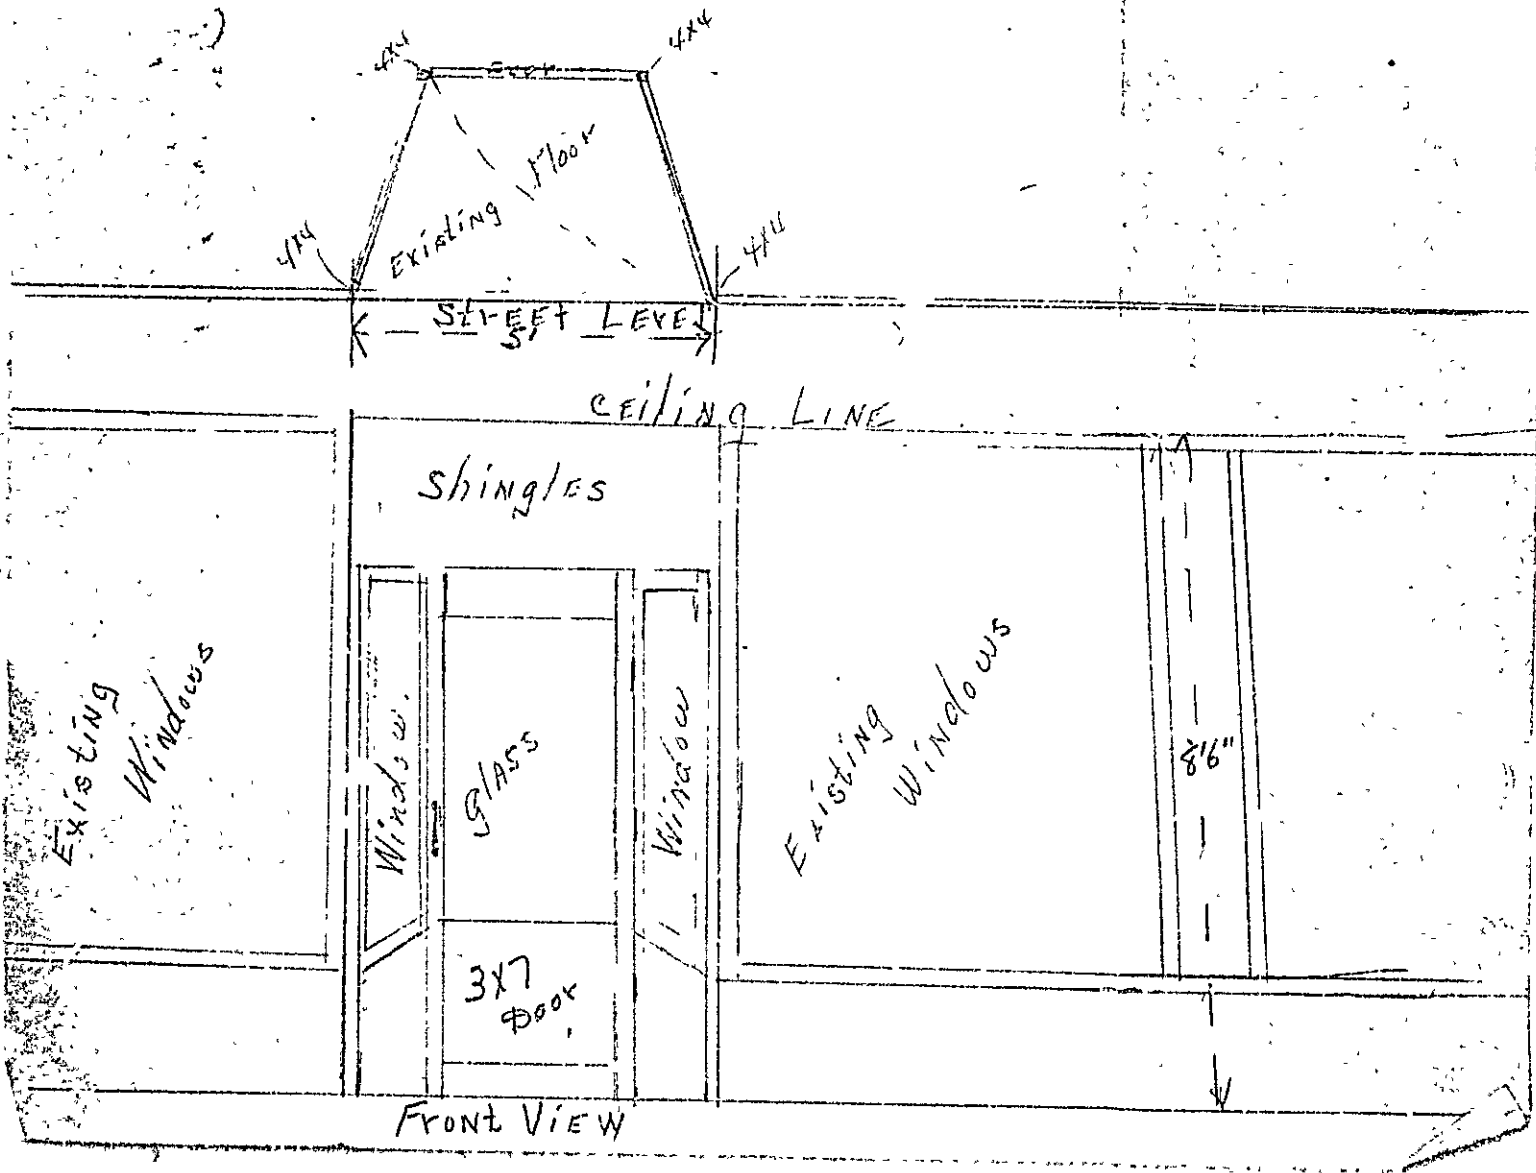 4x4
4x4
Door
Existing Floor
4x4
4x4
StrEEt LEVEL
5'
CEiling LINE
Shingles
Existing
Windows
Window.
glass
Window
Existing
Windows
8'6"
3x7
Door
FronT ViEW